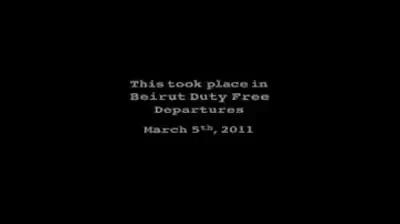 This took place in
Beirut Duty Free
Departures
March 5th, 2011